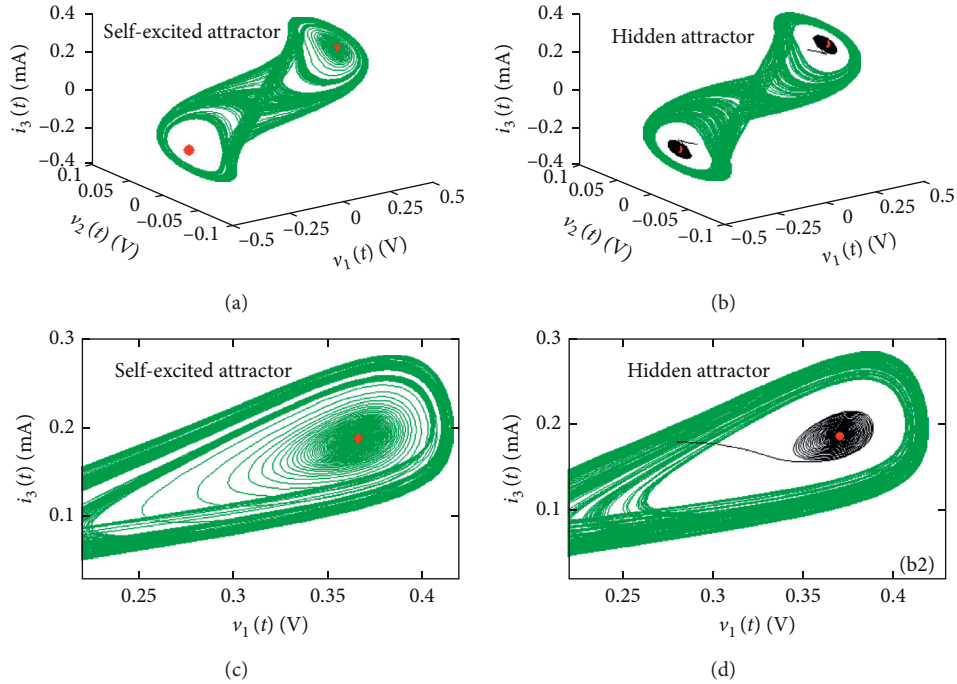 Self-excited attractor
0.4
0.2
0
−0.2
−0.4
i3 (t) (mA)
0.1
0.05
0
−0.05
−0.1
v2 (t) (V)
−0.5
−0.25
0
0.25
0.5
v1 (t) (V)
(a)
Hidden attractor
0.4
0.2
0
−0.2
−0.4
i3 (t) (mA)
0.1
0.05
0
−0.05
−0.1
v2 (t) (V)
−0.5
−0.25
0
0.25
0.5
v1 (t) (V)
(b)
Self-excited attractor
0.3
0.2
0.1
i3 (t) (mA)
0.25 0.3 0.35 0.4
v1 (t) (V)
(c)
Hidden attractor
0.3
0.2
0.1
i3 (t) (mA)
(b2)
0.25 0.3 0.35 0.4
v1 (t) (V)
(d)